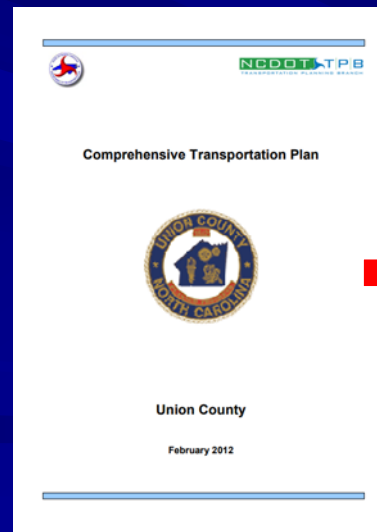 NCDOT TPB
TRANSPORTATION PLANNING BRANCH
Comprehensive Transportation Plan
UNION COUNTY
NORTH CAROLINA
Union County
February 2012